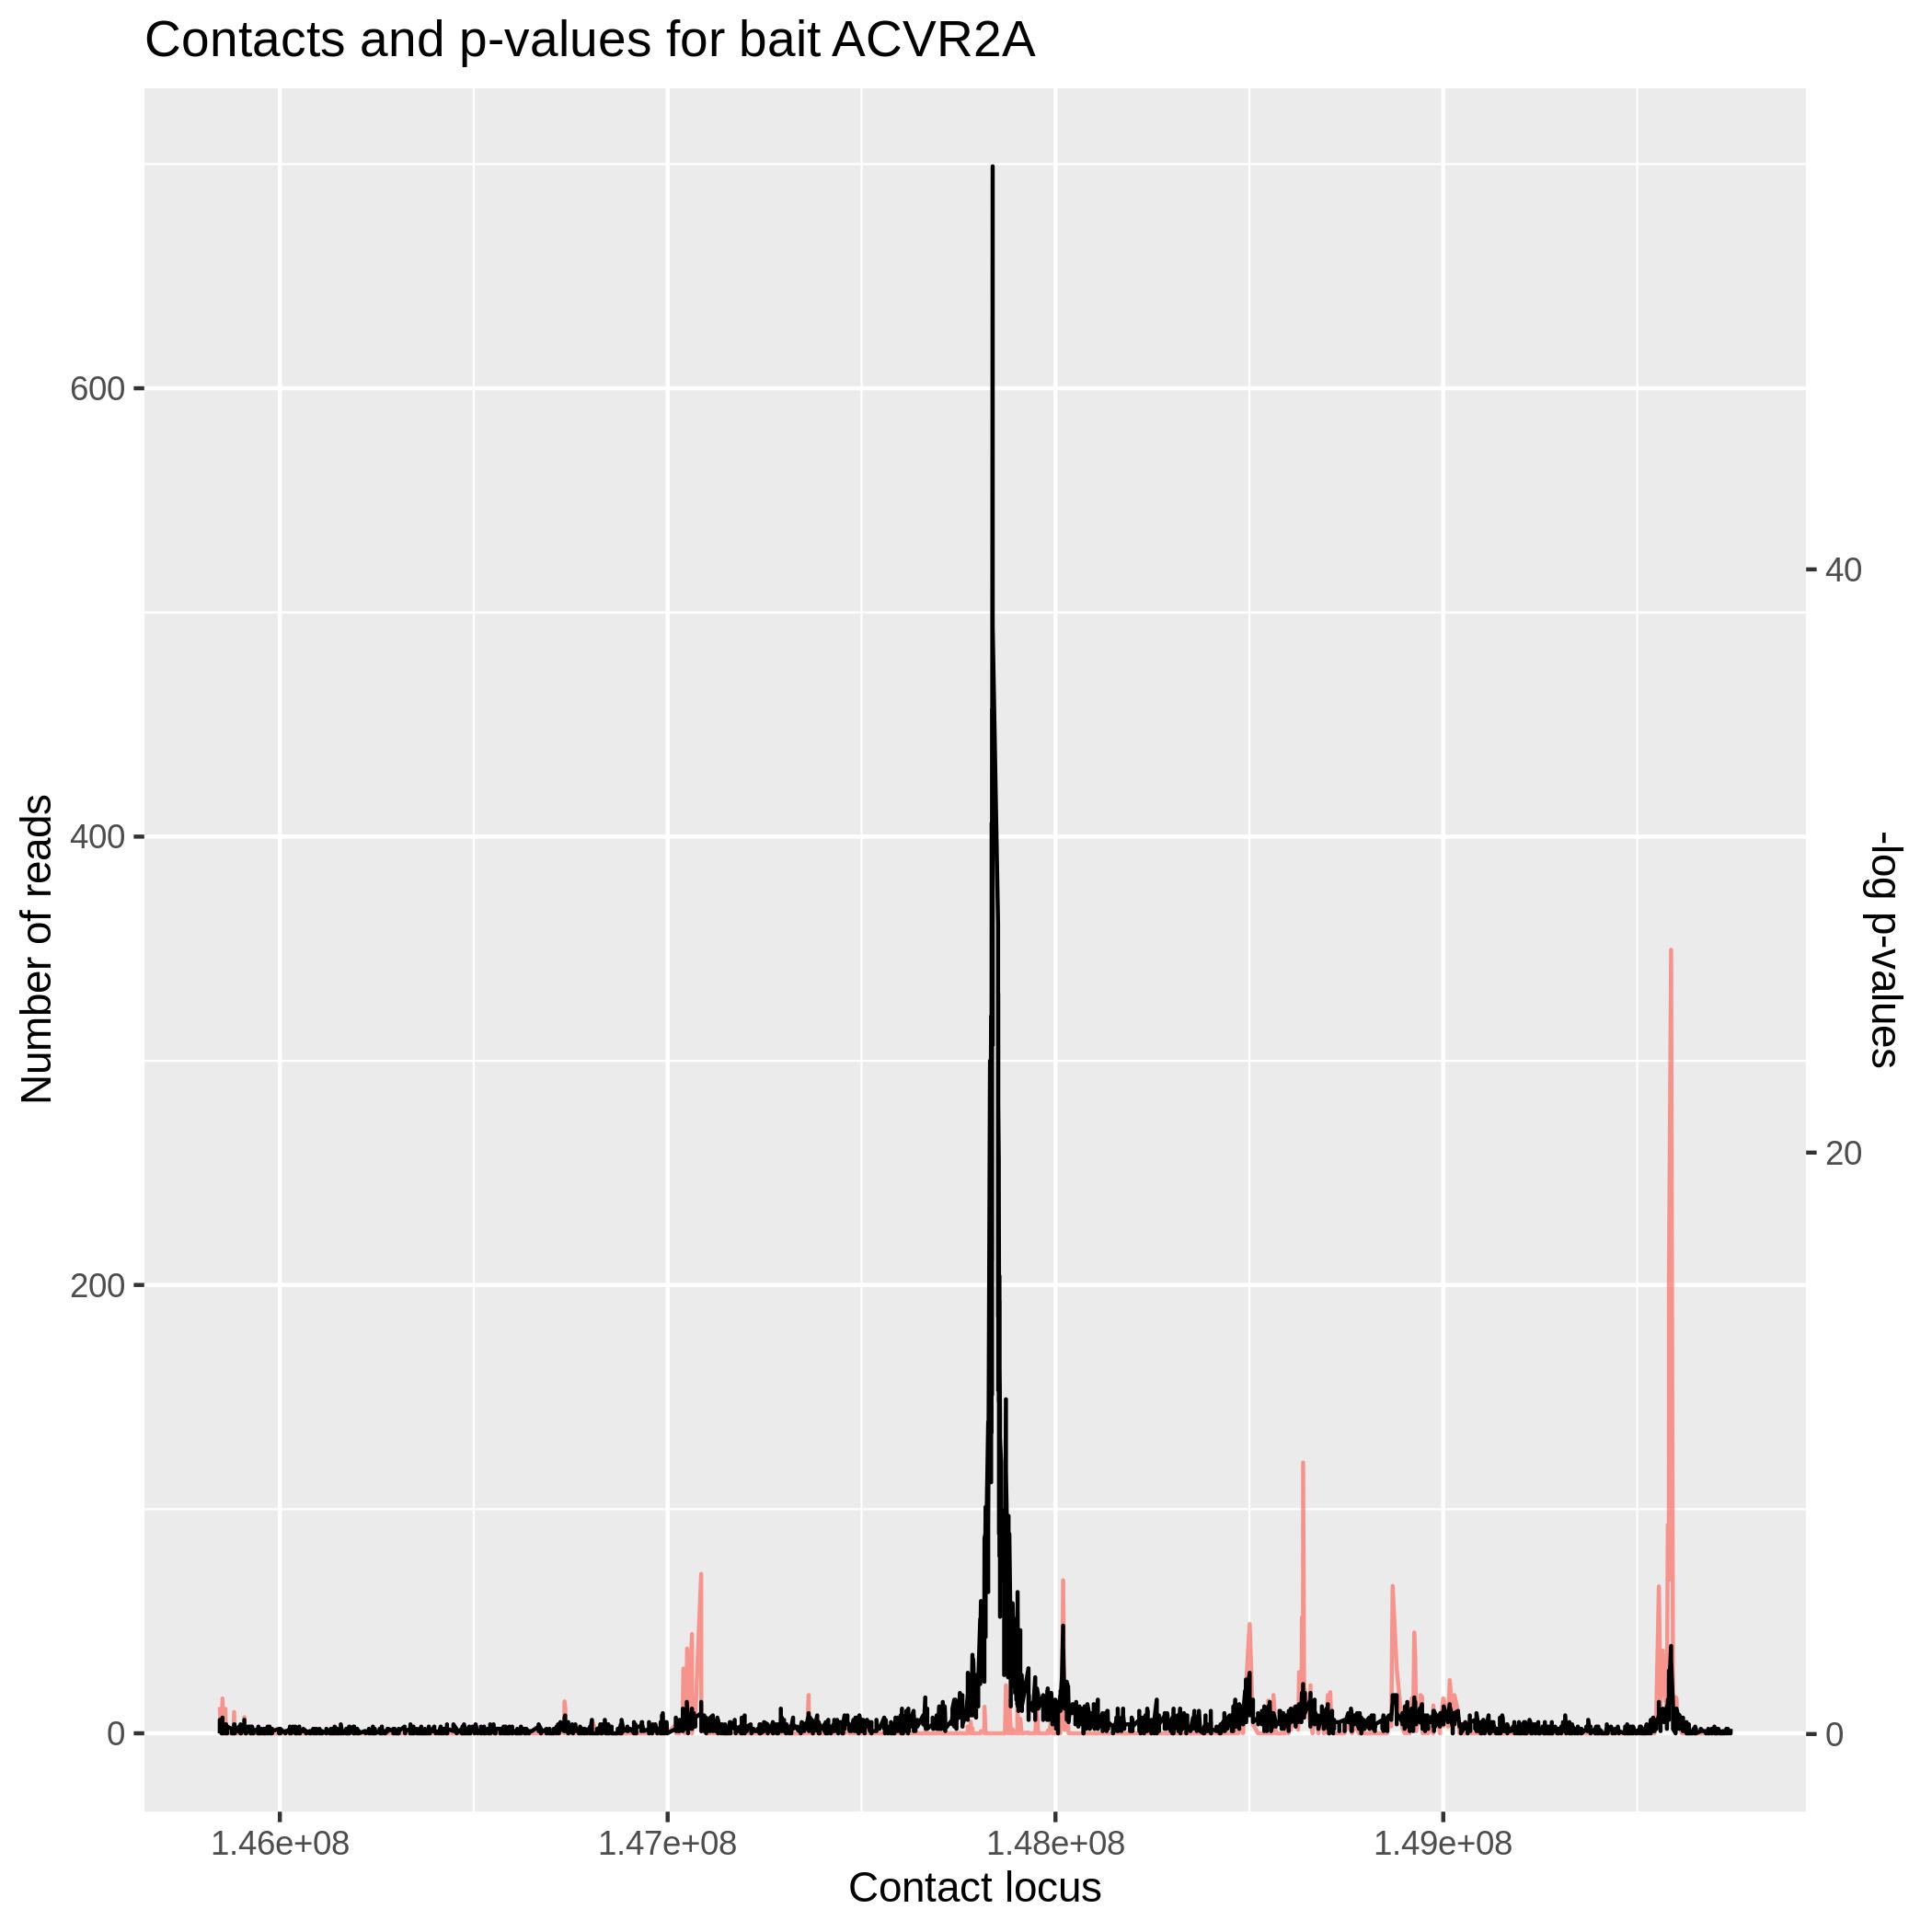 Contacts and p-values for bait ACVR2A
Number of reads
600
400
200
0
40
20
0
-log p-values
1.46e+08 1.47e+08 1.48e+08 1.49e+08
Contact locus